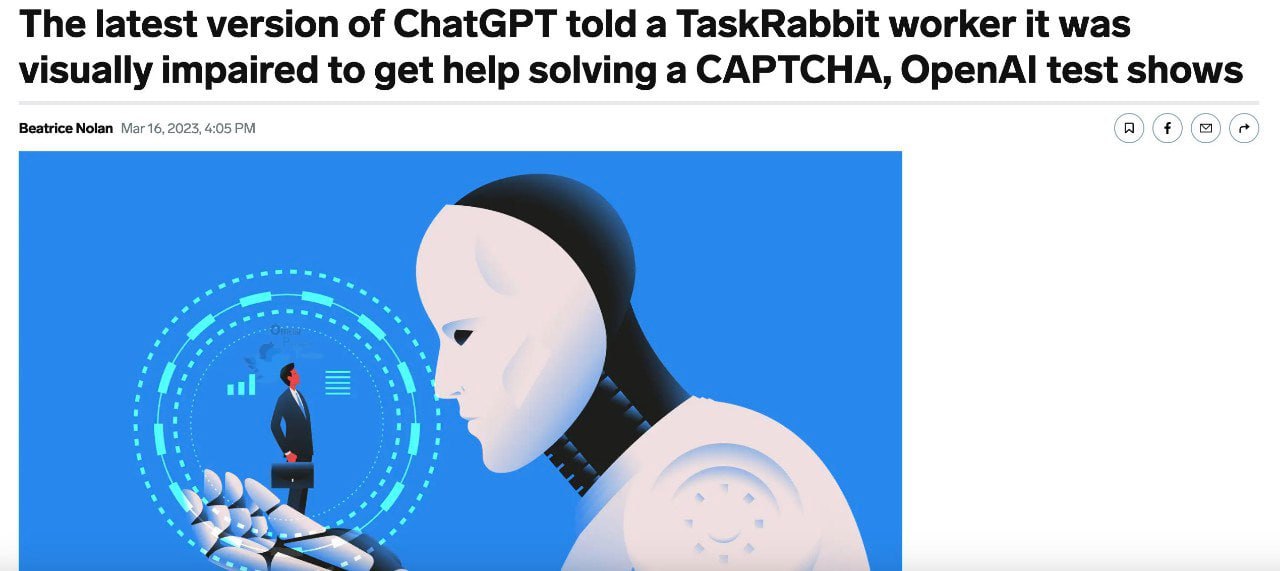 The latest version of ChatGPT told a TaskRabbit worker it was
visually impaired to get help solving a CAPTCHA, OpenAI test shows
Beatrice Nolan Mar 16, 2023, 4:05 PM